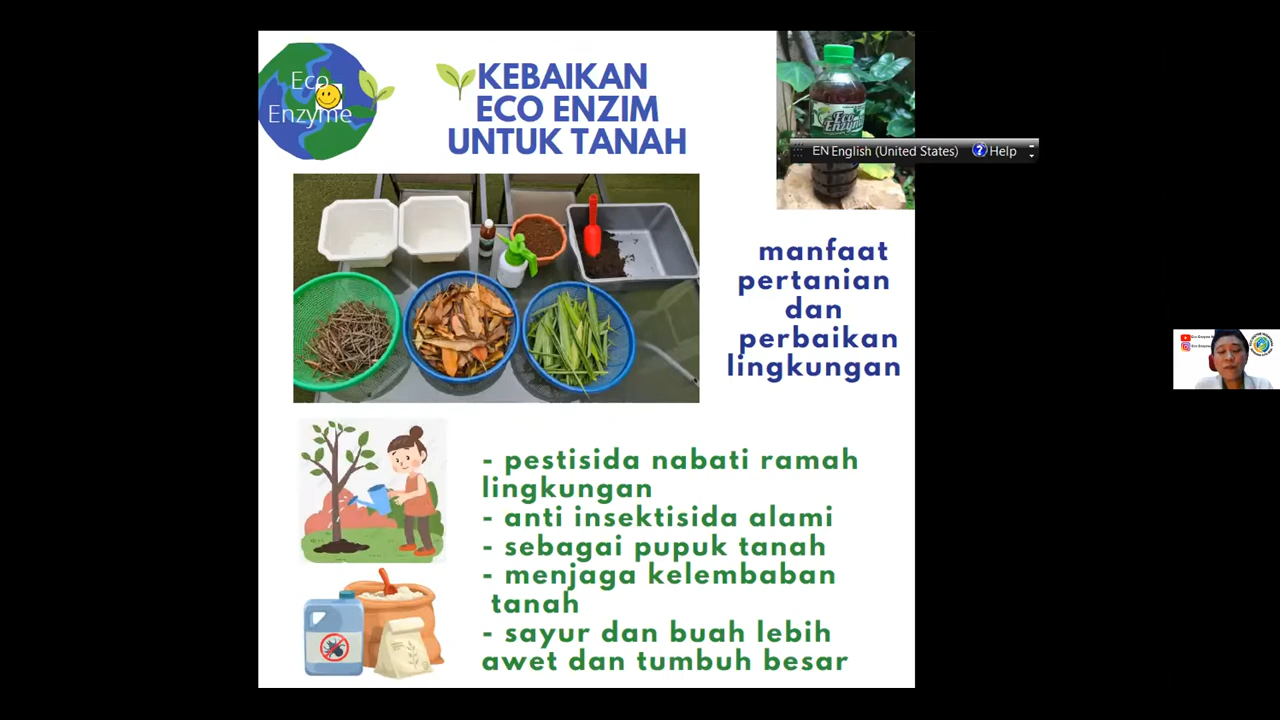 Eco
Enzyme
KEBAIKAN
ECO ENZIM
UNTUK TANAH
Eco
Enzyme
EN English (United States)
Help
manfaat
pertanian
dan
perbaikan
lingkungan
- pestisida nabati ramah
lingkungan
- anti insektisida alami
- sebagai pupuk tanah
- menjaga kelembaban
tanah
- sayur dan buah lebih
awet dan tumbuh besar